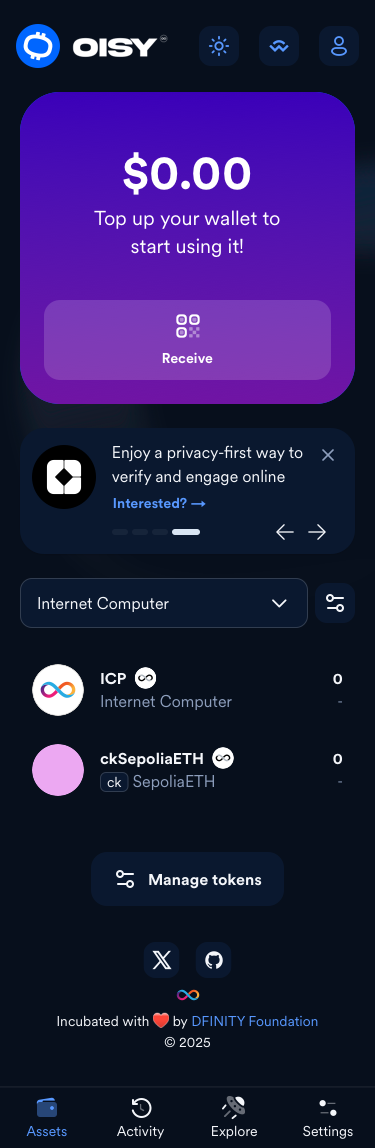 OISY
$0.00
Top up your wallet to
start using it!
Receive
Enjoy a privacy-first way to
verify and engage online
Interested? →
Internet Computer
ICP 0
Internet Computer -
ckSepoliaETH 0
ck SepoliaETH -
Manage tokens
Incubated with ❤️ by DFINITY Foundation
© 2025
Assets Activity Explore Settings